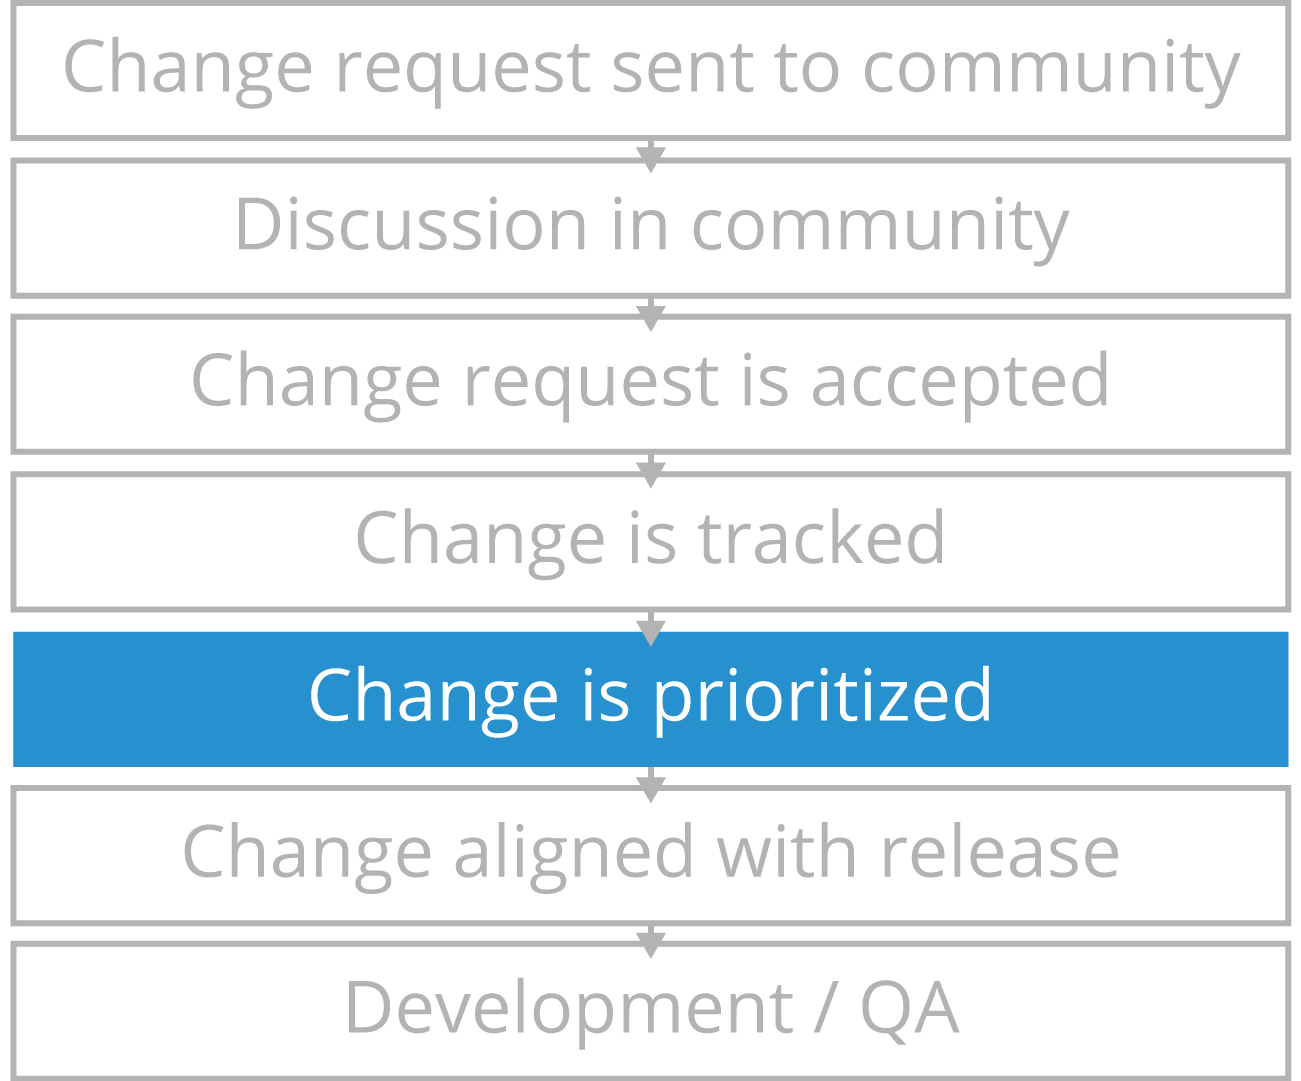 Change request sent to community
Discussion in community
Change request is accepted
Change is tracked
Change is prioritized
Change aligned with release
Development / QA